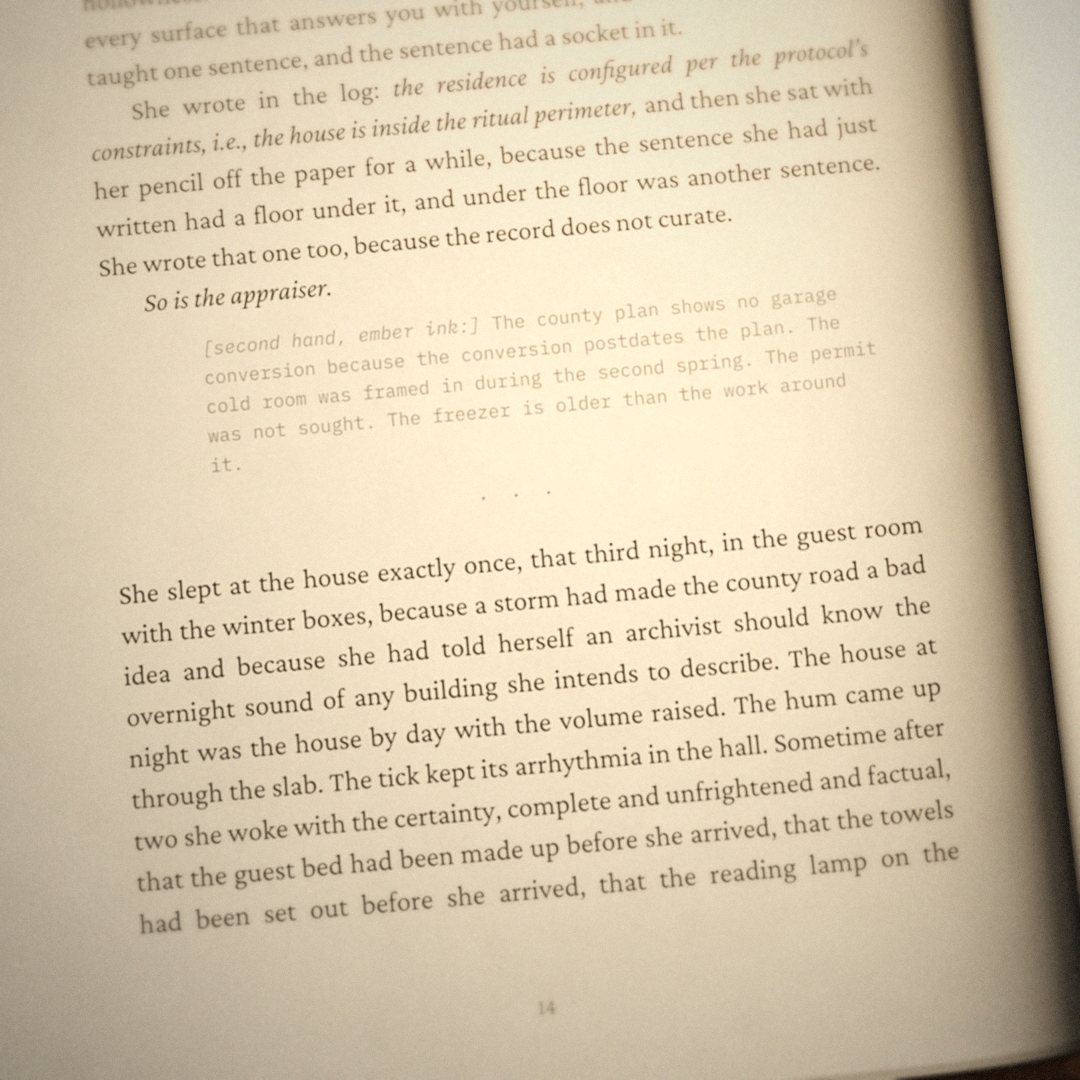 every surface that answers you with yourself,
taught one sentence, and the sentence had a socket in it.
She wrote in the log: the residence is configured per the protocol's
constraints, i.e., the house is inside the ritual perimeter, and then she sat with
her pencil off the paper for a while, because the sentence she had just
written had a floor under it, and under the floor was another sentence.
She wrote that one too, because the record does not curate.
So is the appraiser.
[second hand, ember ink:] The county plan shows no garage
conversion because the conversion postdates the plan. The
cold room was framed in during the second spring. The permit
was not sought. The freezer is older than the work around
it.
. . .
She slept at the house exactly once, that third night, in the guest room
with the winter boxes, because a storm had made the county road a bad
idea and because she had told herself an archivist should know the
overnight sound of any building she intends to describe. The house at
night was the house by day with the volume raised. The hum came up
through the slab. The tick kept its arrhythmia in the hall. Sometime after
two she woke with the certainty, complete and unfrightened and factual,
that the guest bed had been made up before she arrived, that the towels
had been set out before she arrived, that the reading lamp on the
14